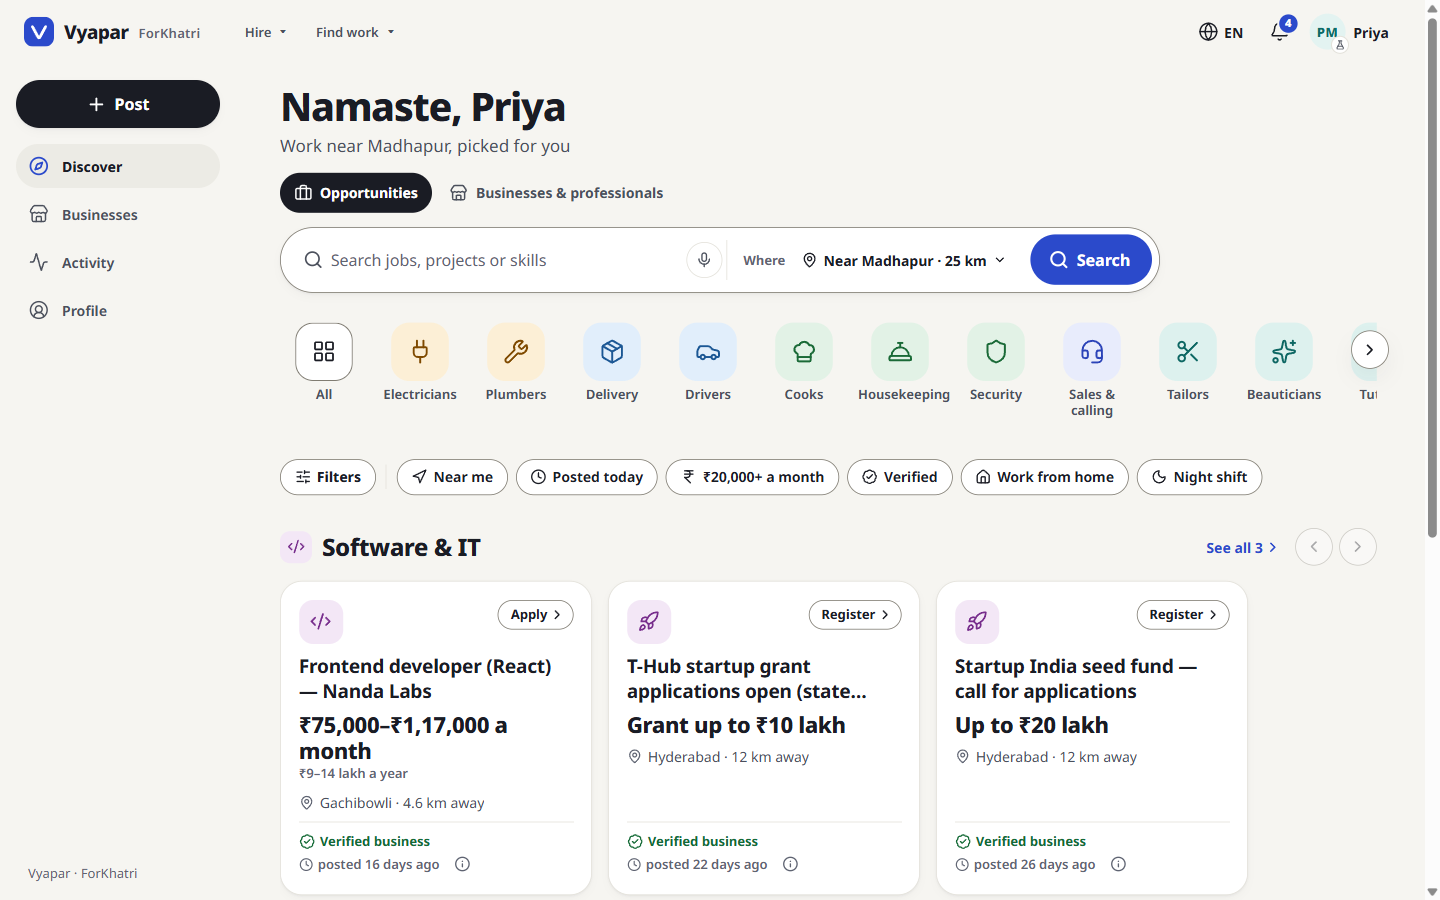 Vyapar ForKhatri
Hire
Find work
EN
4
PM
Priya
Post
Discover
Businesses
Activity
Profile
Vyapar · ForKhatri
Namaste, Priya
Work near Madhapur, picked for you
Opportunities
Businesses & professionals
Search jobs, projects or skills
Where
Near Madhapur · 25 km
Search
All
Electricians
Plumbers
Delivery
Drivers
Cooks
Housekeeping
Security
Sales &
calling
Tailors
Beauticians
Filters
Near me
Posted today
₹20,000+ a month
Verified
Work from home
Night shift
Software & IT
See all 3
Apply
Frontend developer (React)
— Nanda Labs
₹75,000–₹1,17,000 a
month
₹9–14 lakh a year
Gachibowli · 4.6 km away
Verified business
posted 16 days ago
Register
T-Hub startup grant
applications open (state...
Grant up to ₹10 lakh
Hyderabad · 12 km away
Verified business
posted 22 days ago
Register
Startup India seed fund —
call for applications
Up to ₹20 lakh
Hyderabad · 12 km away
Verified business
posted 26 days ago